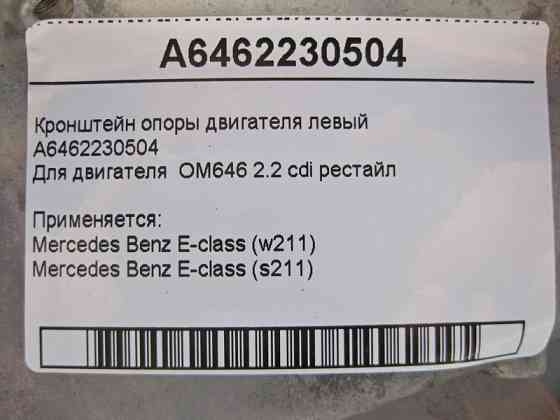 A6462230504
Кронштейн опоры двигателя левый
A6462230504
Для двигателя OM646 2.2 cdi рестайл
Применяется:
Mercedes Benz E-class (w211)
Mercedes Benz E-class (s211)